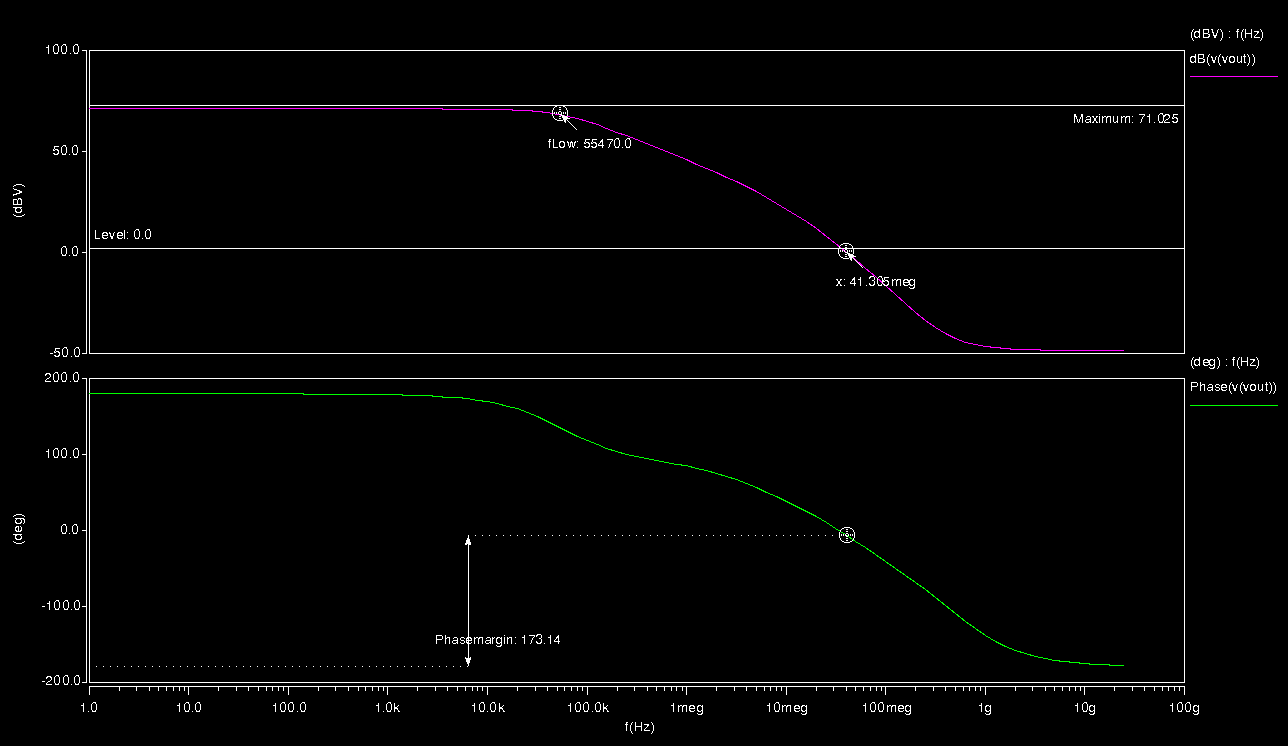 (dBV) : f(Hz)
dB(v(vout))
100.0
Maximum: 71.025
fLow: 55470.0
50.0
(dBV)
Level: 0.0
0.0
x: 41.305meg
-50.0
(deg) : f(Hz)
Phase(v(vout))
200.0
100.0
(deg)
0.0
-100.0
Phasemargin: 173.14
-200.0
1.0 10.0 100.0 1.0k 10.0k 100.0k 1meg 10meg 100meg 1g 10g 100g
f(Hz)